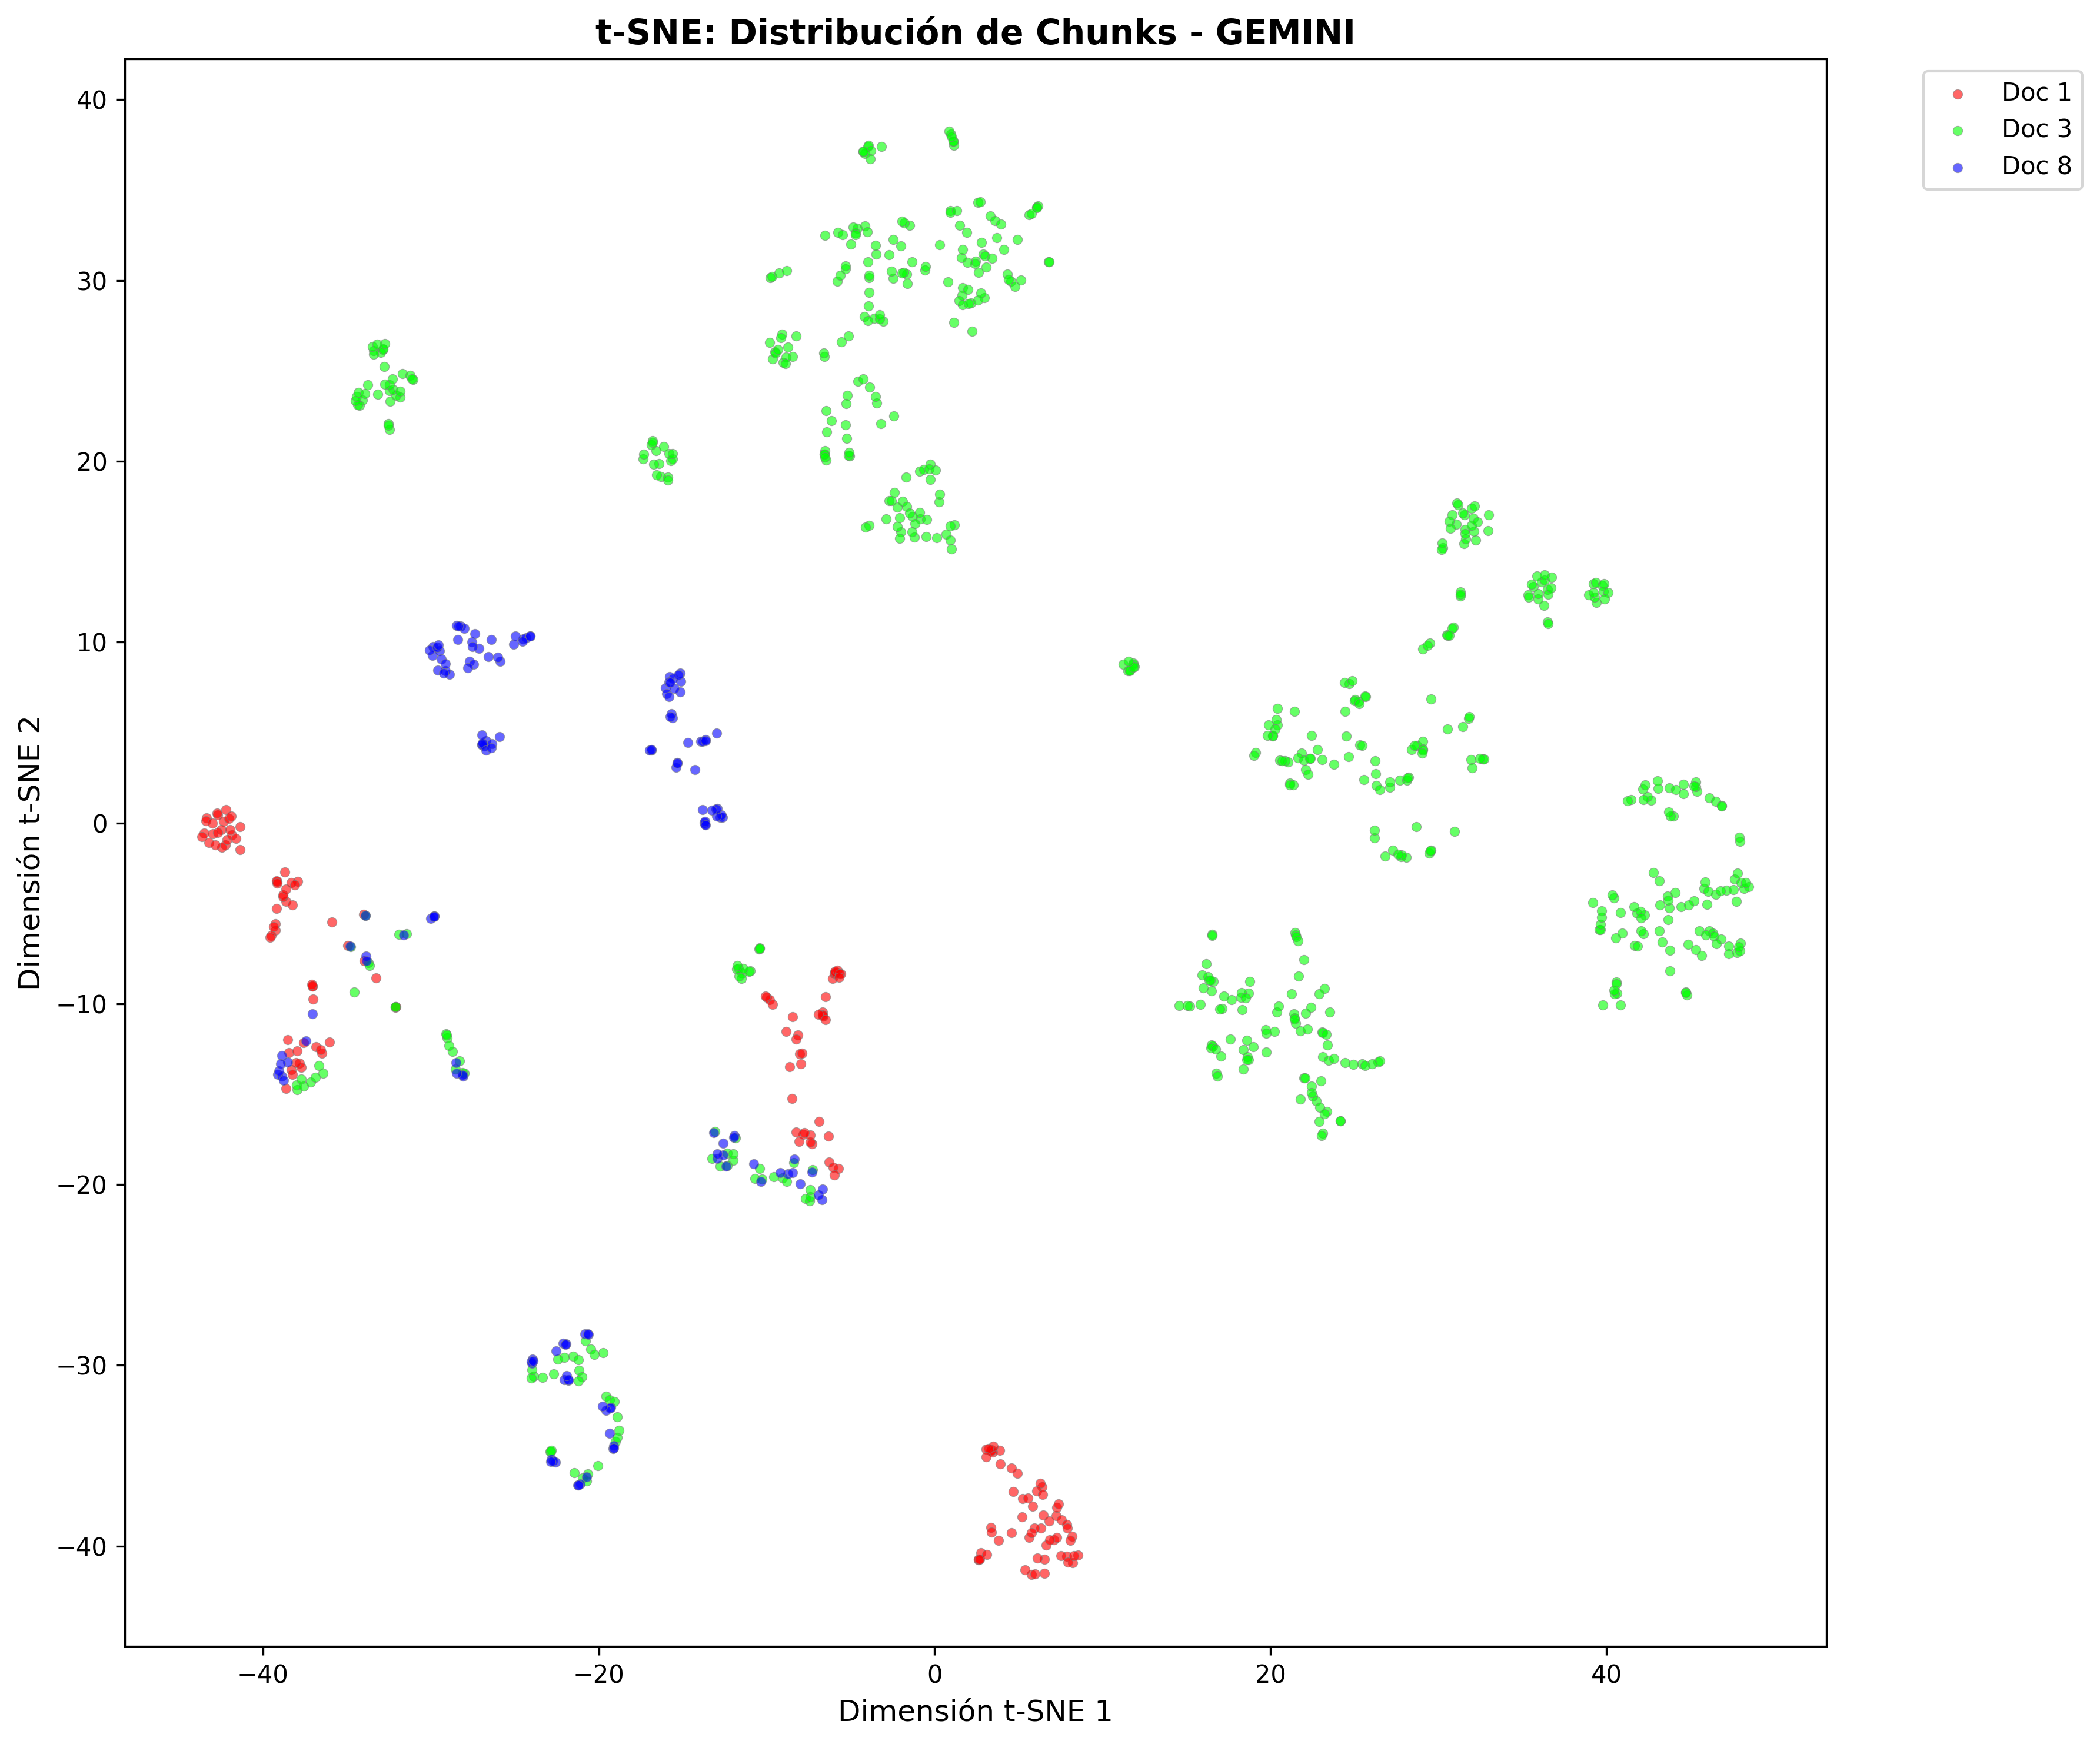 t-SNE: Distribución de Chunks - GEMINI
Doc 1
Doc 3
Doc 8
Dimensión t-SNE 2
40
30
20
10
0
−10
−20
−30
−40
−40
−20
0
20
40
Dimensión t-SNE 1